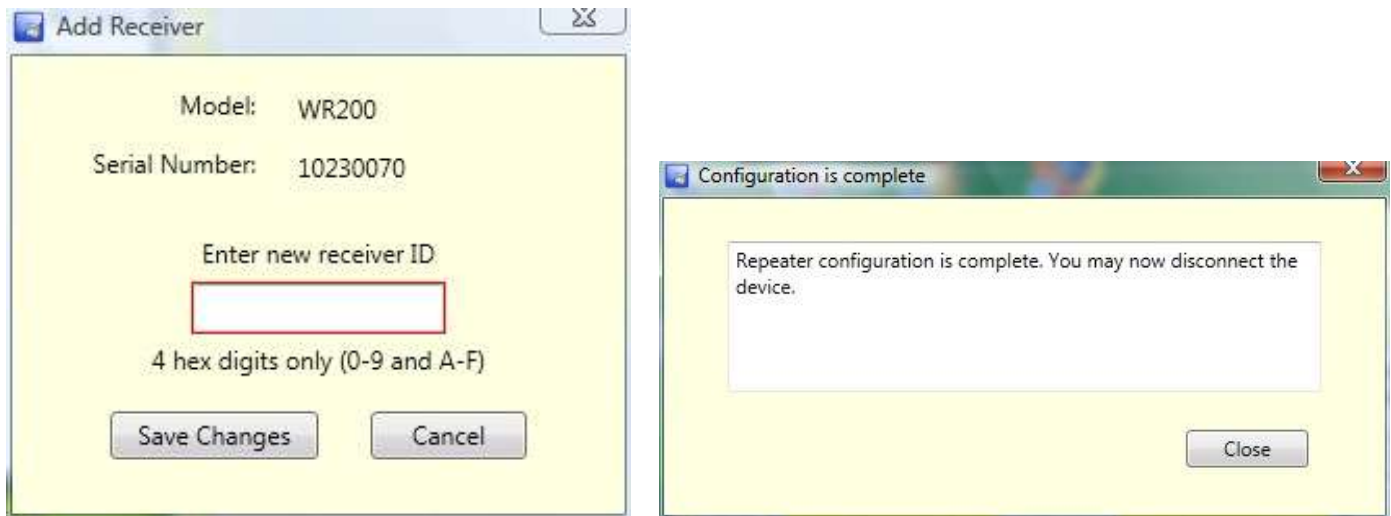 Add Receiver
Model: WR200
Serial Number: 10230070
Enter new receiver ID
4 hex digits only (0-9 and A-F)
Save Changes Cancel
Configuration is complete
Repeater configuration is complete. You may now disconnect the
device.
Close